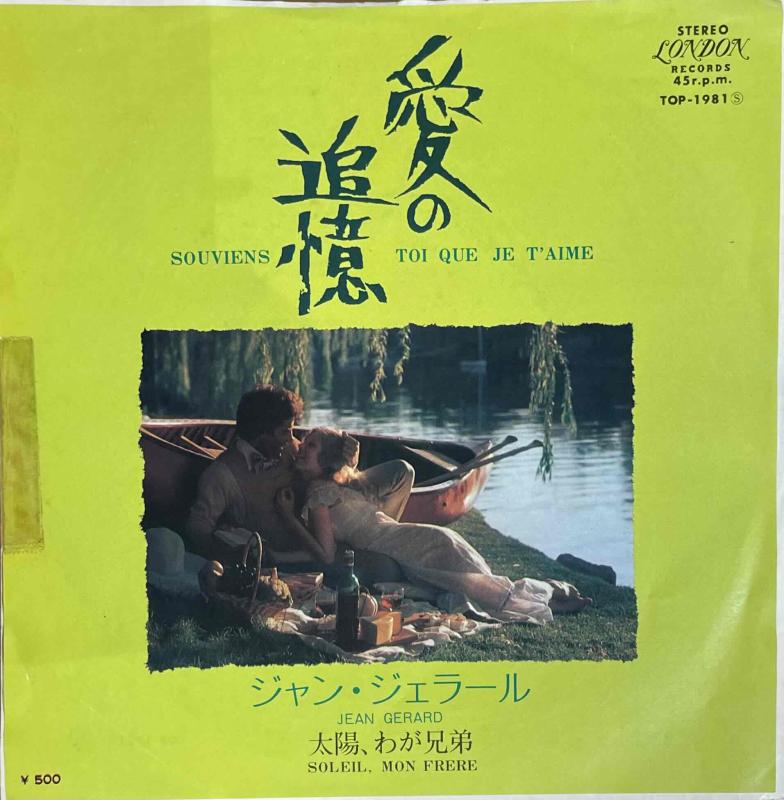 STEREO
LONDON
RECORDS
45r.p.m.
TOP-1981Ⓢ
愛の
追憶
SOUVIENS TOI QUE JE T'AIME
ジャン・ジェラール
JEAN GERARD
太陽、わが兄弟
SOLEIL, MON FRERE
¥ 500